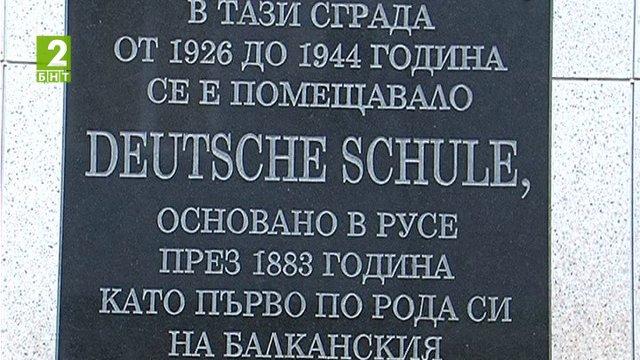 2
БНТ
В ТАЗИ СГРАДА
ОТ 1926 ДО 1944 ГОДИНА
СЕ Е ПОМЕЩАВАЛО
DEUTSCHE SCHULE,
ОСНОВАНО В РУСЕ
ПРЕЗ 1883 ГОДИНА
КАТО ПЪРВО ПО РОДА СИ
НА БАЛКАНСКИЯ